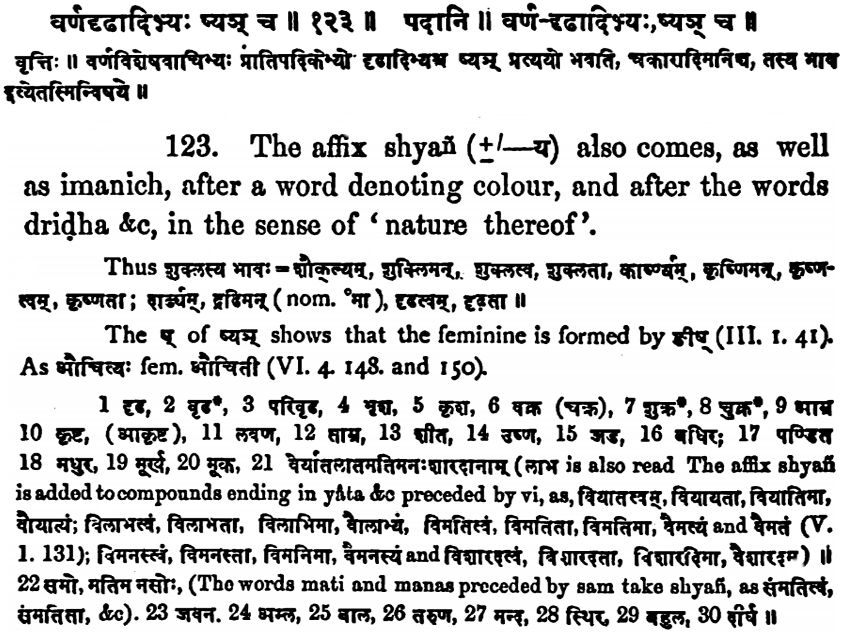 वर्णदृढादिभ्यः ष्यञ् च ॥ १२३ ॥ पदानि ॥ वर्ण-दृढादिभ्यः, ष्यञ् च ॥
वृत्तिः ॥ वर्णविशेषवाचिभ्यः प्रातिपदिकेभ्यो दृढादिभ्यश्च ष्यञ् प्रत्ययो भवति, चकारादिमनिच्च, तस्य भाव
इत्येतस्मिन्विषये ॥
123. The affix shyañ (±/—य) also comes, as well
as imanich, after a word denoting colour, and after the words
driḍha &c, in the sense of ‘nature thereof’.
Thus शुक्लस्य भावः = शौक्ल्यम्, शुक्लिमन्, शुक्लत्व, शुक्लता, कार्ष्ण्यम्, कृष्णिमन्, कृष्ण-
त्वम्, कृष्णता; दार्ढ्यम्, द्रढिमन् (nom. °मा), दृढत्वम्, दृढ़ता ॥
The ष् of ष्यञ् shows that the feminine is formed by ङीष् (III. 1. 41).
As औचित्यः fem. औचिती (VI. 4. 148. and 150).
1 दृढ, 2 वृढ*, 3 परिवृढ, 4 भृश, 5 कृश, 6 वक्र (चक्र), 7 शुक्र*, 8 चुक्र*, 9 आम्र
10 कृष्ट, (आकृष्ट), 11 लवण, 12 ताम्र, 13 शीत, 14 उष्ण, 15 जड, 16 बधिर; 17 पण्डित
18 मधुर, 19 मूर्ख, 20 मूक, 21 वेर्यातलातमतिमनःशारदानाम् (लाभ is also read The affix shyañ
is added to compounds ending in yâta &c preceded by vi, as, वियातत्वम्, वियायता, वियातिमा,
वैयात्यं; विलाभत्वं, विलाभता, विलाभिमा, वैलाभ्यं, विमतित्वं, विमतिता, विमतिमा, वैमत्यं and वैमतं (V.
1. 131); विमनस्त्वं, विमनस्ता, विमनिमा, वैमनस्यं and विशारदत्वं, विशारदता, विशारदिमा, वैशारद्यम्) ॥
22 समो, मतिम नसोः, (The words mati and manas preceded by sam take shyañ, as संमतित्वं,
संमतिता, &c). 23 जवन. 24 अम्ल, 25 बाल, 26 तरुण, 27 मन्द, 28 स्थिर, 29 बहुल, 30 दीर्घ ॥